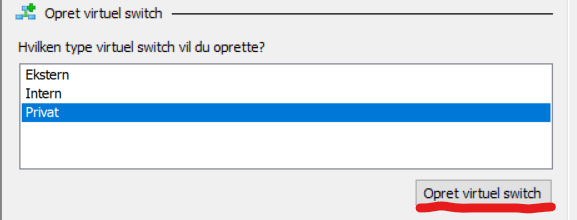 Opret virtuel switch
Hvilken type virtuel switch vil du oprette?
Ekstern
Intern
Privat
Opret virtuel switch